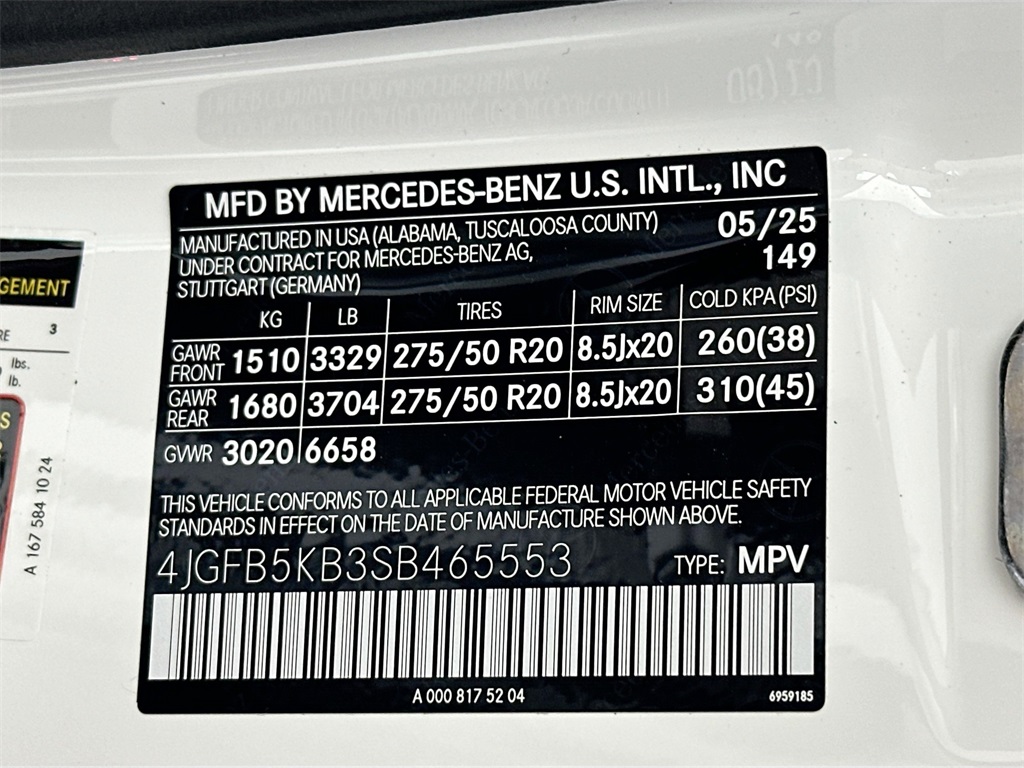 MFD BY MERCEDES-BENZ U.S. INTL., INC
MANUFACTURED IN USA (ALABAMA, TUSCALOOSA COUNTY) 05/25
UNDER CONTRACT FOR MERCEDES-BENZ AG, 149
STUTTGART (GERMANY)
KG LB TIRES RIM SIZE COLD KPA (PSI)
GAWR FRONT 1510 3329 275/50 R20 8.5Jx20 260(38)
GAWR REAR 1680 3704 275/50 R20 8.5Jx20 310(45)
GVWR 3020 6658
THIS VEHICLE CONFORMS TO ALL APPLICABLE FEDERAL MOTOR VEHICLE SAFETY
STANDARDS IN EFFECT ON THE DATE OF MANUFACTURE SHOWN ABOVE.
4JGFB5KB3SB465553 TYPE: MPV
A 000 817 52 04 6959185
GEMENT
3
lbs.
lb.
A 167 584 10 24